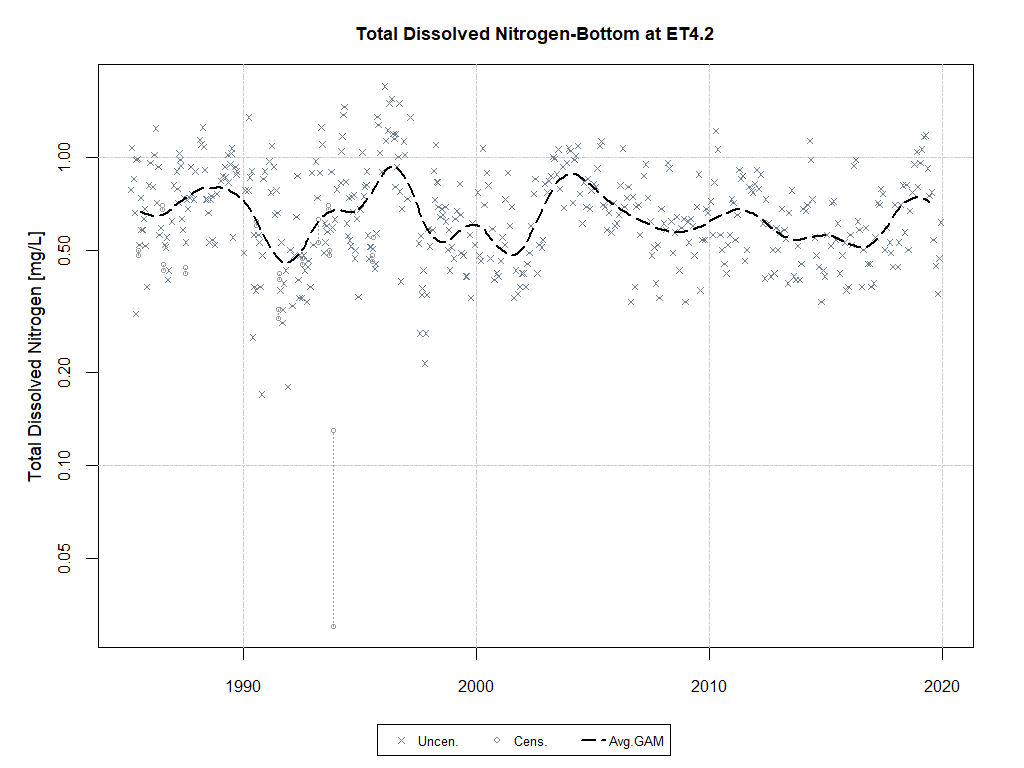 Total Dissolved Nitrogen-Bottom at ET4.2
Total Dissolved Nitrogen [mg/L]
1.00
0.50
0.20
0.10
0.05
1990 2000 2010 2020
Uncen. Cens. Avg.GAM